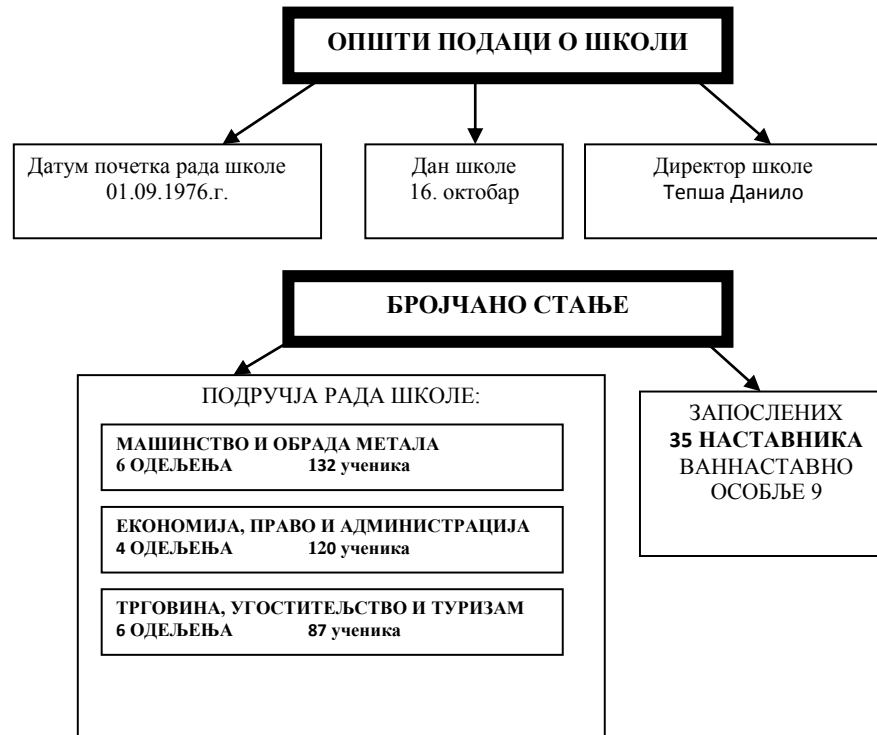 ОПШТИ ПОДАЦИ О ШКОЛИ
Датум почетка рада школе
01.09.1976.г.
Дан школе
16. октобар
Директор школе
Тепша Данило
БРОЈЧАНО СТАЊЕ
ПОДРУЧЈА РАДА ШКОЛЕ:
МАШИНСТВО И ОБРАДА МЕТАЛА
6 ОДЕЉЕЊА 132 ученика
ЕКОНОМИЈА, ПРАВО И АДМИНИСТРАЦИЈА
4 ОДЕЉЕЊА 120 ученика
ТРГОВИНА, УГОСТИТЕЉСТВО И ТУРИЗАМ
6 ОДЕЉЕЊА 87 ученика
ЗАПОСЛЕНИХ
35 НАСТАВНИКА
ВАННАСТАВНО
ОСОБЉЕ 9